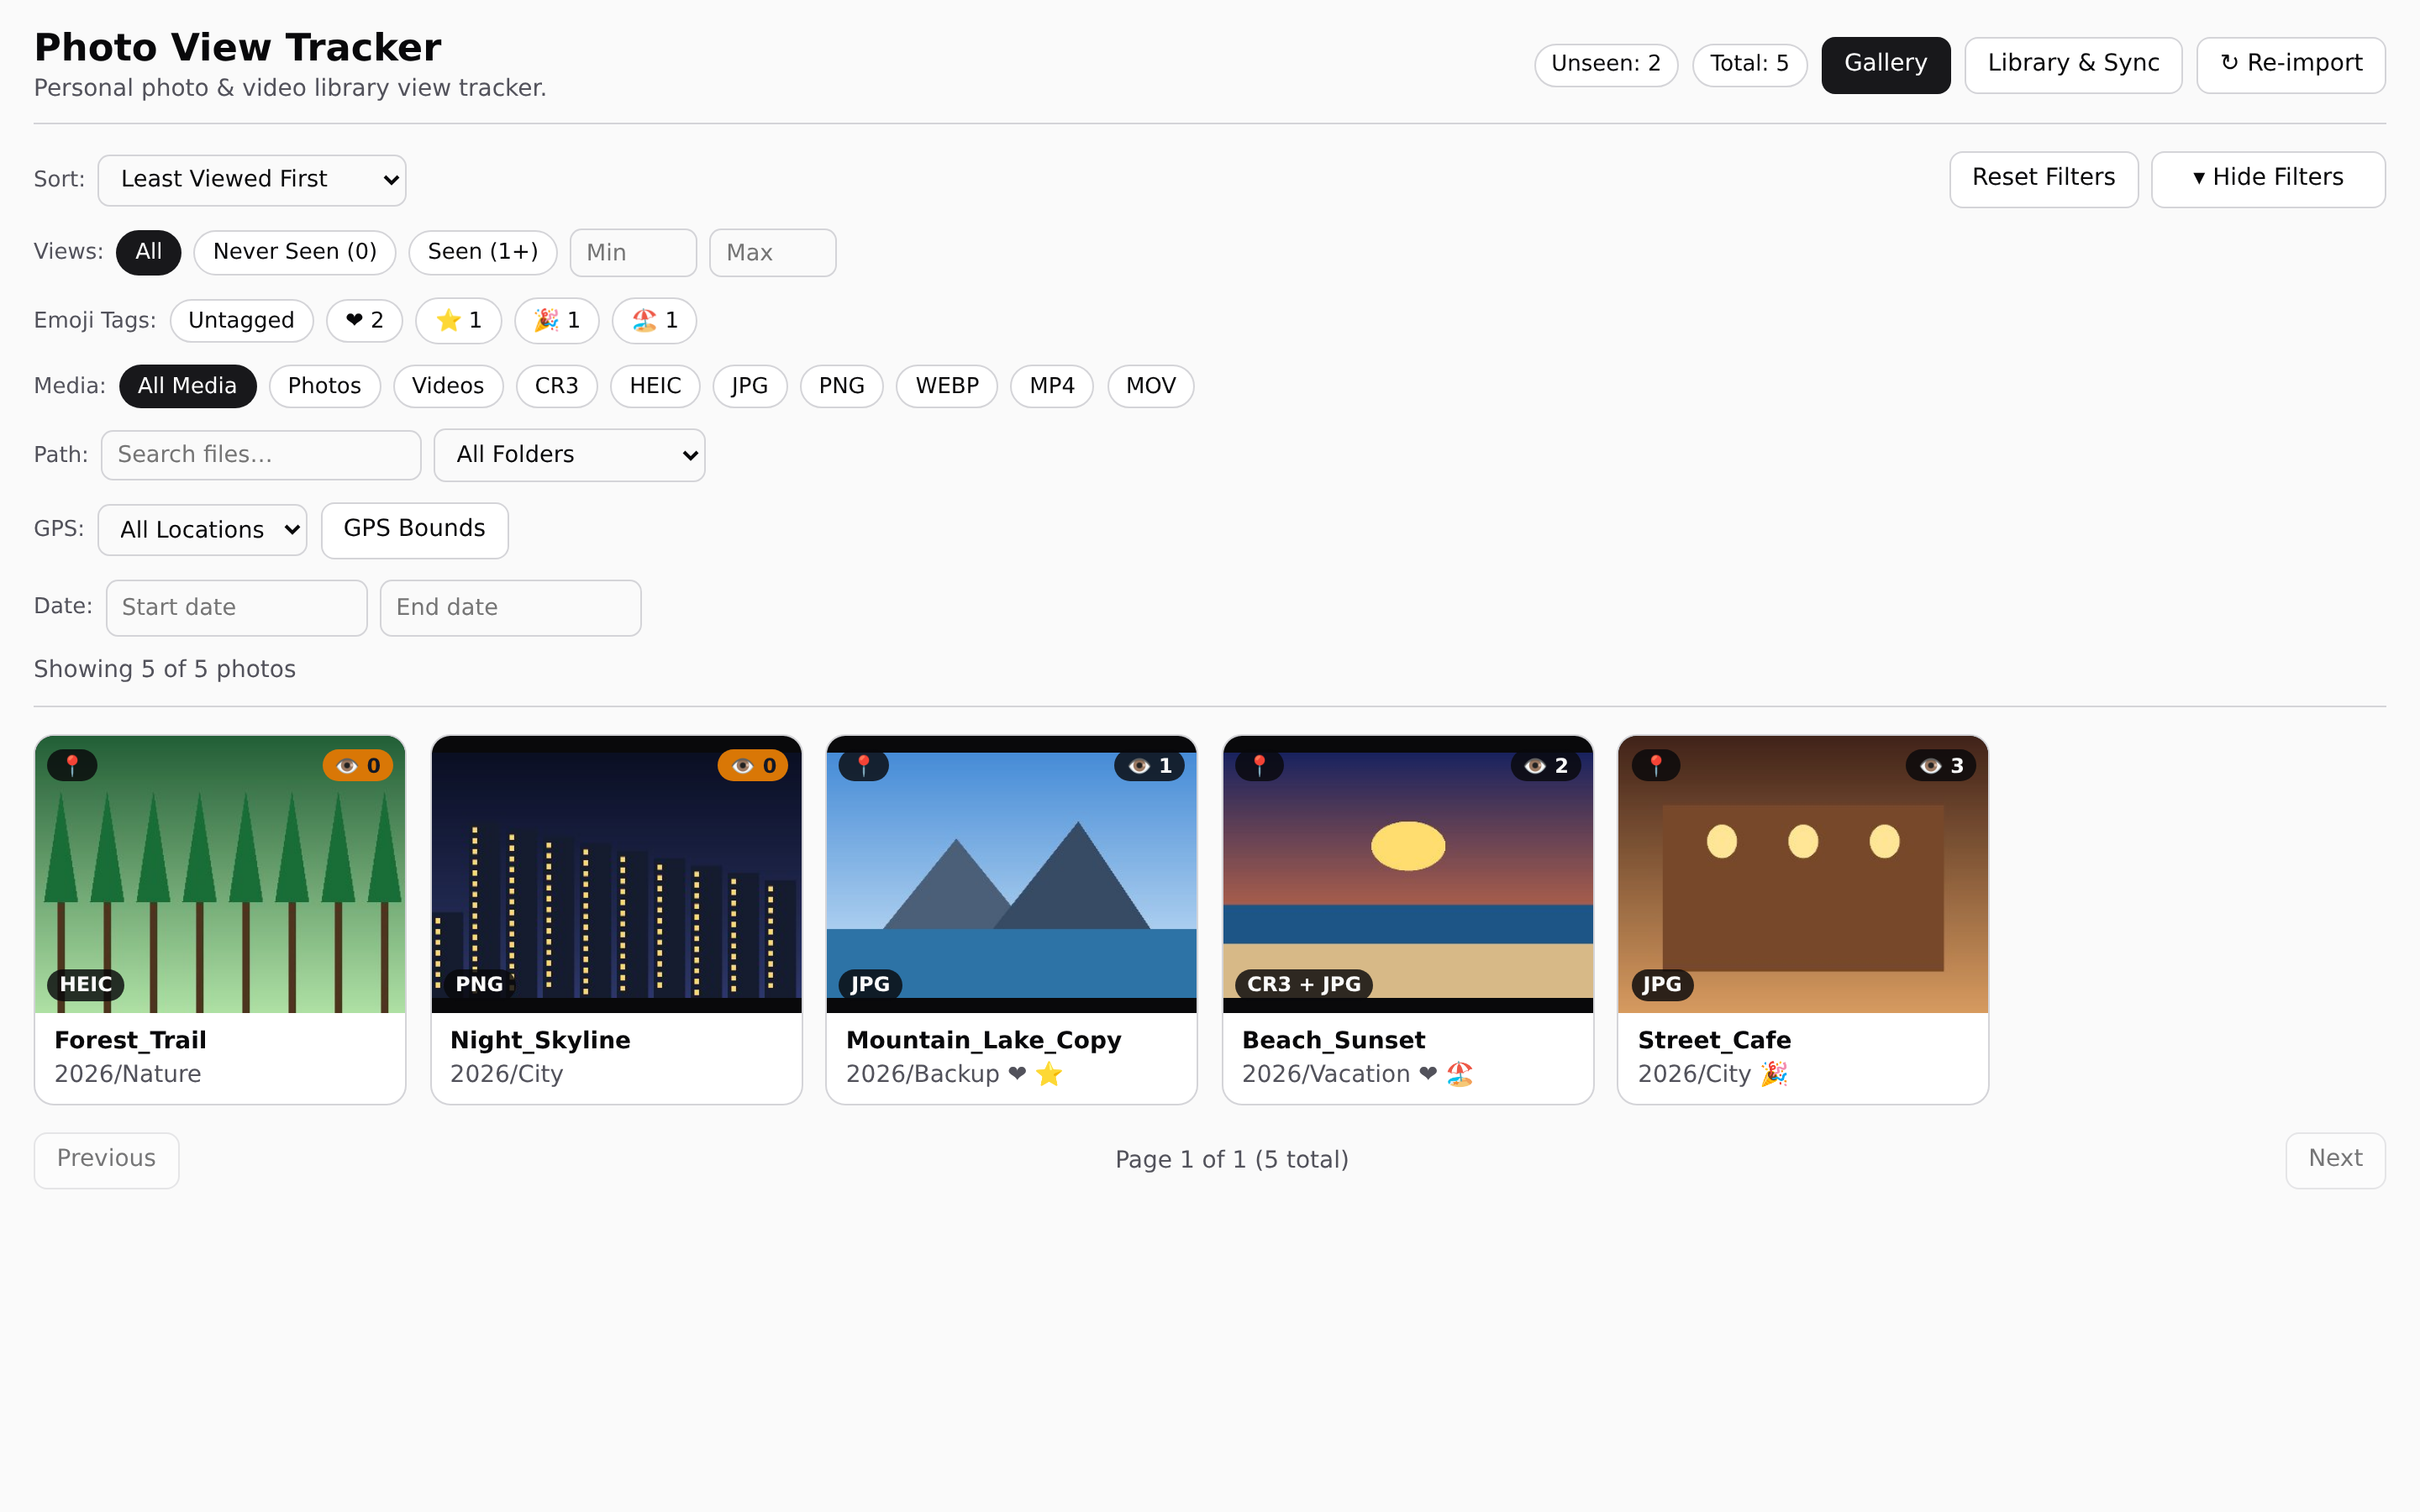 Photo View Tracker
Personal photo & video library view tracker.
Unseen: 2 Total: 5 Gallery Library & Sync ↻ Re-import
Sort: Least Viewed First Reset Filters ▾ Hide Filters
Views: All Never Seen (0) Seen (1+) Min Max
Emoji Tags: Untagged ❤ 2 ⭐ 1 🎉 1 🏖️ 1
Media: All Media Photos Videos CR3 HEIC JPG PNG WEBP MP4 MOV
Path: Search files... All Folders
GPS: All Locations GPS Bounds
Date: Start date End date
Showing 5 of 5 photos
📍 👁️ 0
HEIC
Forest_Trail
2026/Nature
👁️ 0
PNG
Night_Skyline
2026/City
📍 👁️ 1
JPG
Mountain_Lake_Copy
2026/Backup ❤ ⭐
📍 👁️ 2
CR3 + JPG
Beach_Sunset
2026/Vacation ❤ 🏖️
📍 👁️ 3
JPG
Street_Cafe
2026/City 🎉
Previous Page 1 of 1 (5 total) Next